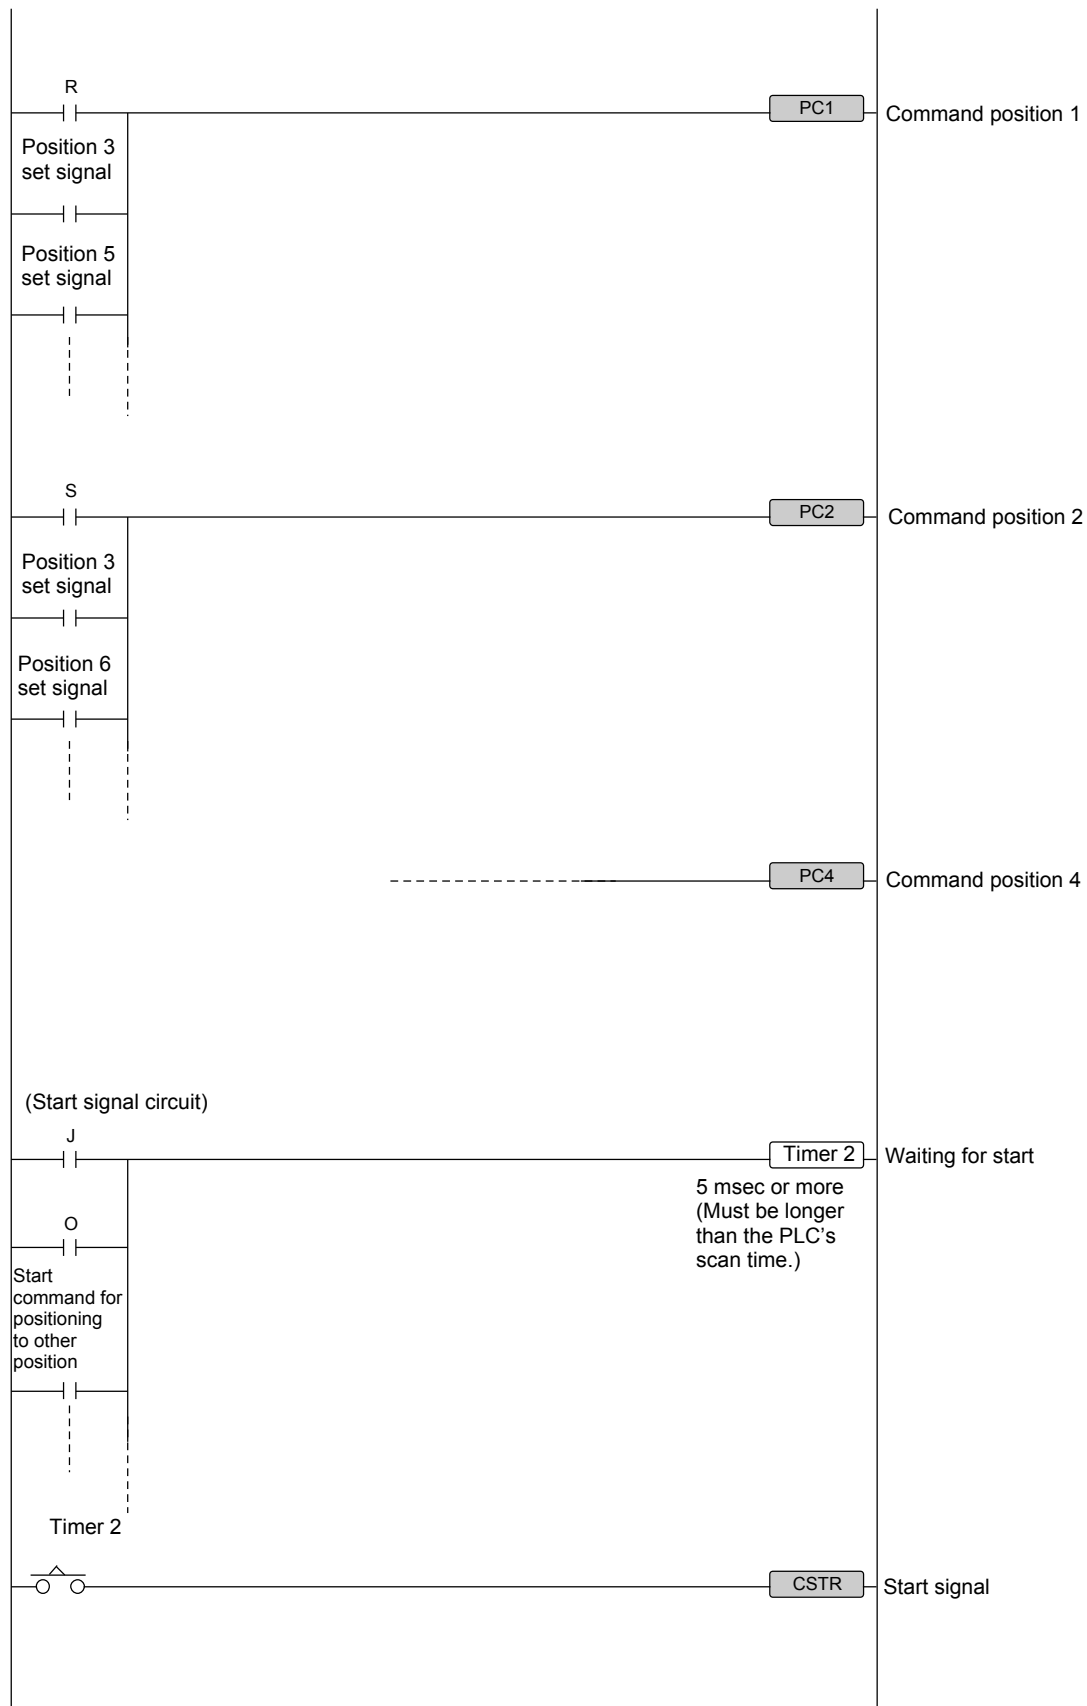 R
PC1
Command position 1
Position 3
set signal
Position 5
set signal
S
PC2
Command position 2
Position 3
set signal
Position 6
set signal
PC4
Command position 4
(Start signal circuit)
J
Timer 2
Waiting for start
5 msec or more
(Must be longer
than the PLC’s
scan time.)
O
Start
command for
positioning
to other
position
Timer 2
CSTR
Start signal